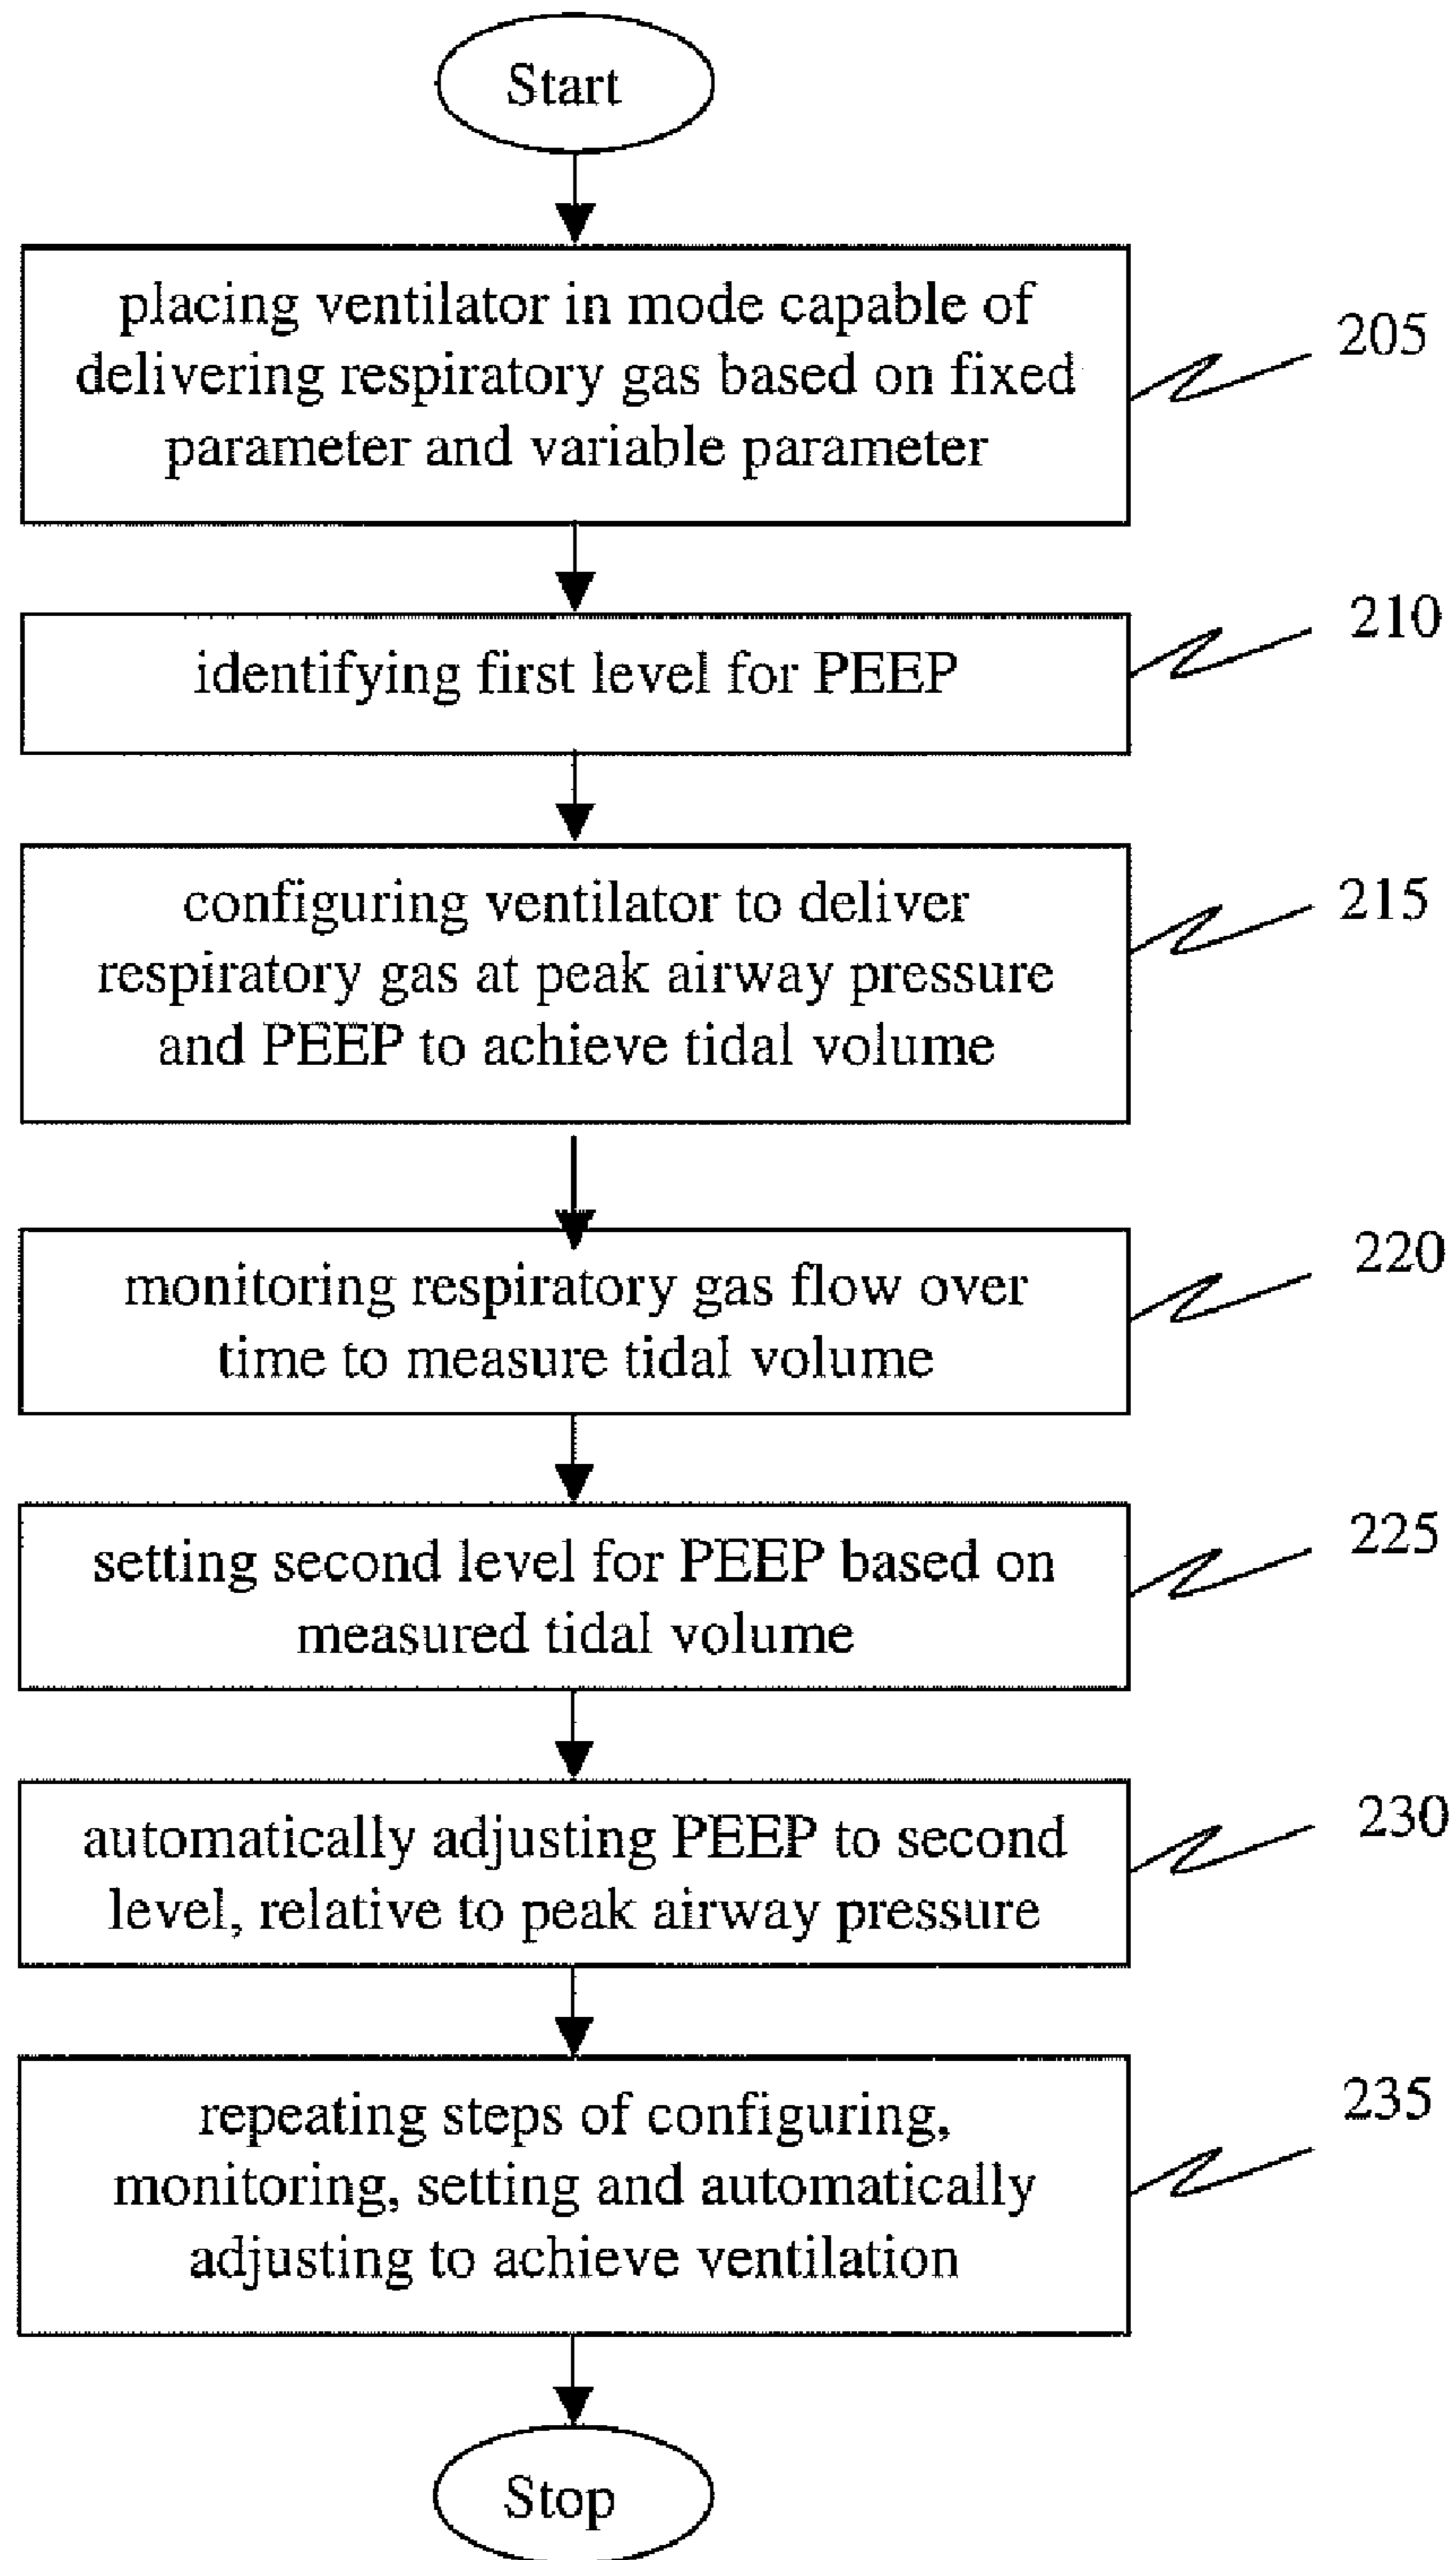 Start
placing ventilator in mode capable of
delivering respiratory gas based on fixed
parameter and variable parameter
205
identifying first level for PEEP
210
configuring ventilator to deliver
respiratory gas at peak airway pressure
and PEEP to achieve tidal volume
215
monitoring respiratory gas flow over
time to measure tidal volume
220
setting second level for PEEP based on
measured tidal volume
225
automatically adjusting PEEP to second
level, relative to peak airway pressure
230
repeating steps of configuring,
monitoring, setting and automatically
adjusting to achieve ventilation
235
Stop